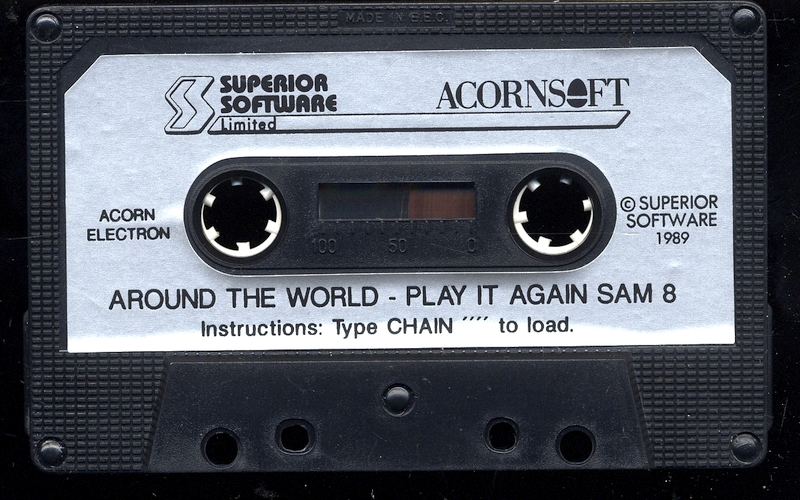 MADE IN E.E.C.
SUPERIOR
SOFTWARE
Limited
ACORNSOFT
ACORN
ELECTRON
© SUPERIOR
SOFTWARE
1989
100 50 0
AROUND THE WORLD - PLAY IT AGAIN SAM 8
Instructions: Type CHAIN '''' to load.